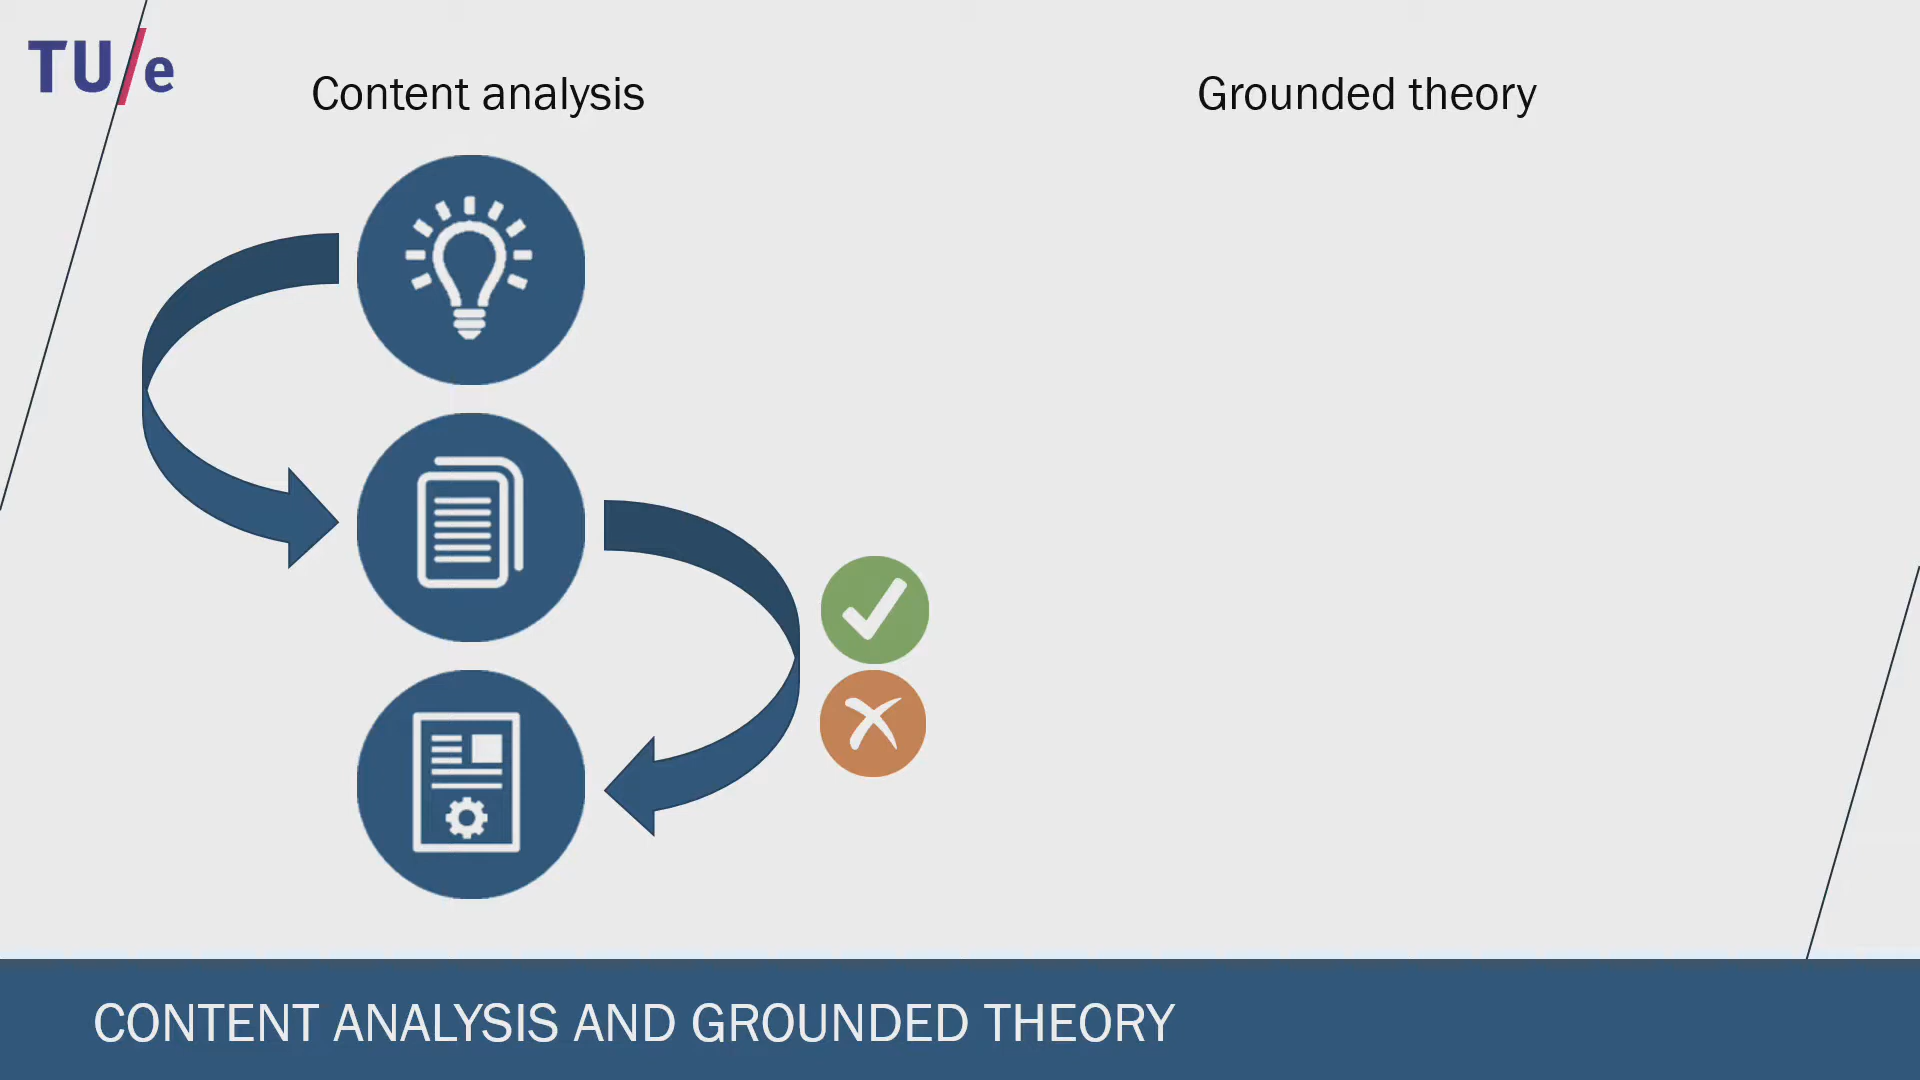 TU/e
Content analysis
Grounded theory
CONTENT ANALYSIS AND GROUNDED THEORY